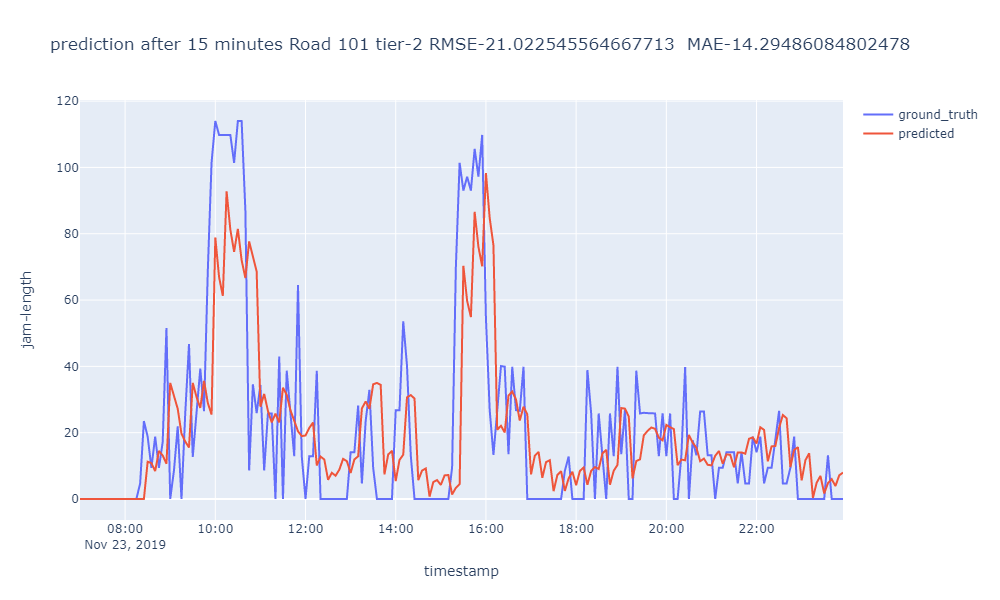 prediction after 15 minutes Road 101 tier-2 RMSE-21.022545564667713 MAE-14.29486084802478
ground_truth
predicted
jam-length
120
100
80
60
40
20
0
08:00 10:00 12:00 14:00 16:00 18:00 20:00 22:00
Nov 23, 2019
timestamp